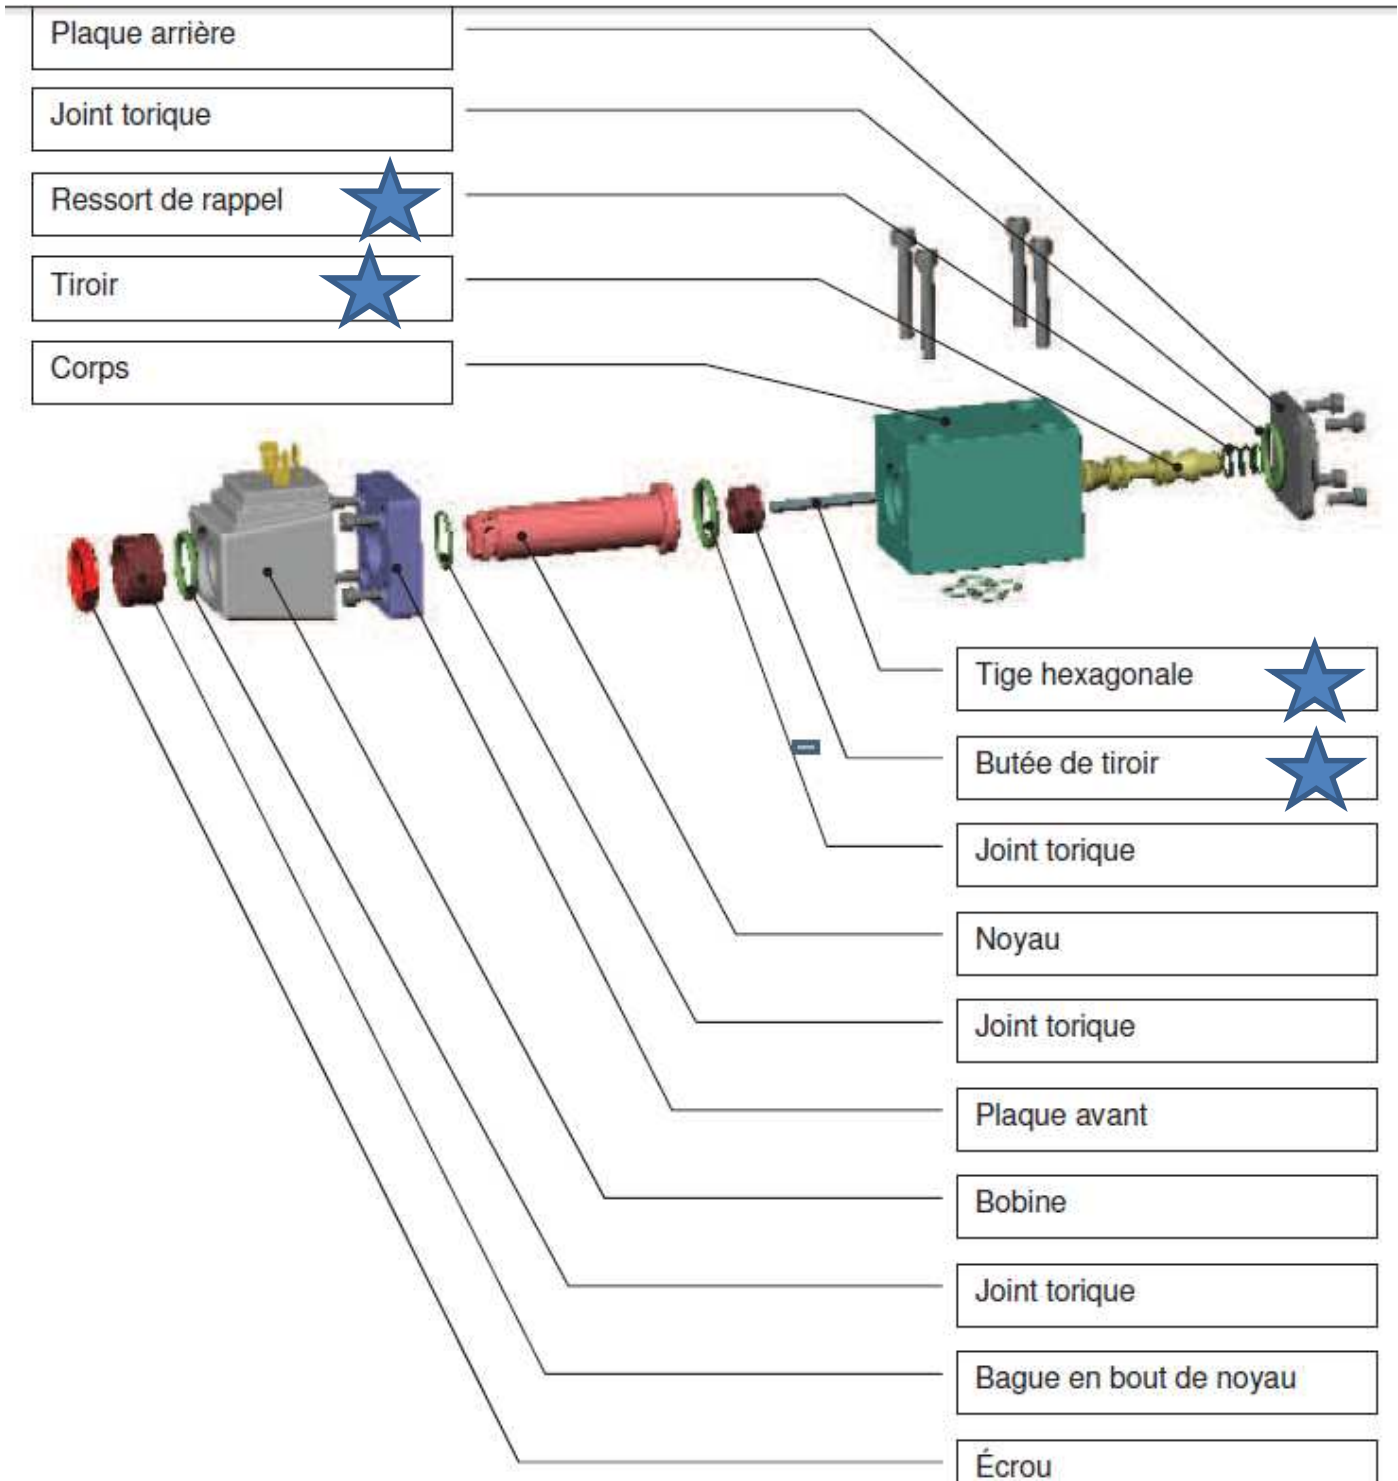 Plaque arrière
Joint torique
Ressort de rappel
Tiroir
Corps
Tige hexagonale
Butée de tiroir
Joint torique
Noyau
Joint torique
Plaque avant
Bobine
Joint torique
Bague en bout de noyau
Écrou